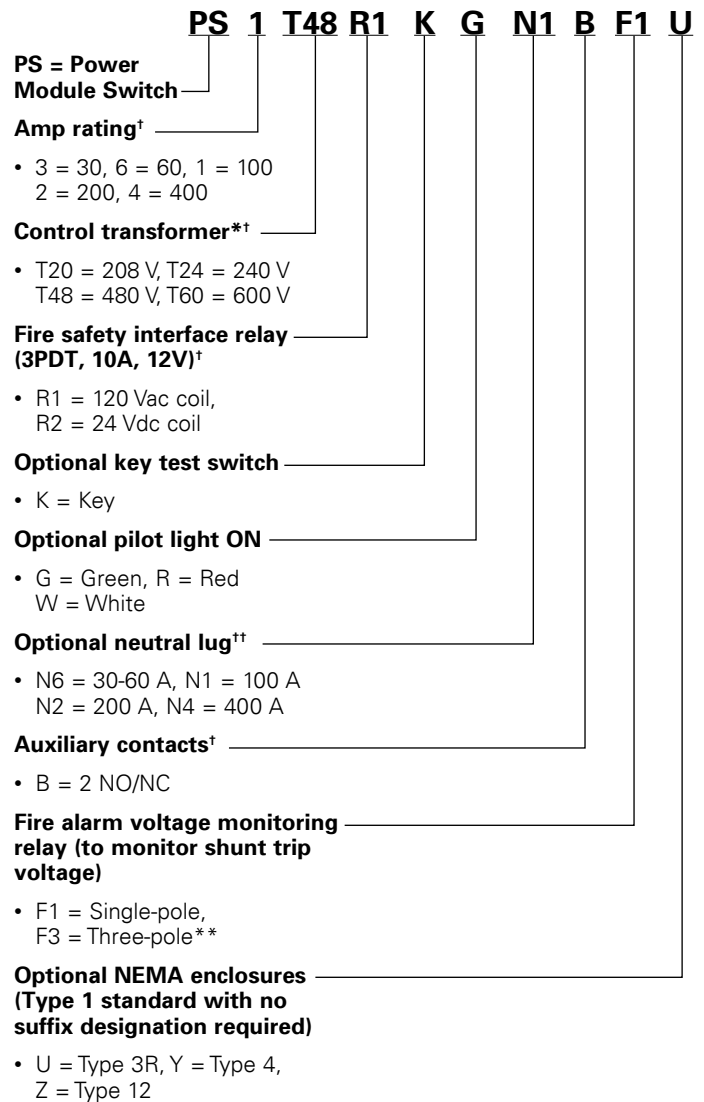 PS 1 T48 R1 K G N1 B F1 U
PS = Power
Module Switch
Amp rating†
• 3 = 30, 6 = 60, 1 = 100
2 = 200, 4 = 400
Control transformer*†
• T20 = 208 V, T24 = 240 V
T48 = 480 V, T60 = 600 V
Fire safety interface relay
(3PDT, 10A, 12V)†
• R1 = 120 Vac coil,
R2 = 24 Vdc coil
Optional key test switch
• K = Key
Optional pilot light ON
• G = Green, R = Red
W = White
Optional neutral lug††
• N6 = 30-60 A, N1 = 100 A
N2 = 200 A, N4 = 400 A
Auxiliary contacts†
• B = 2 NO/NC
Fire alarm voltage monitoring
relay (to monitor shunt trip
voltage)
• F1 = Single-pole,
F3 = Three-pole**
Optional NEMA enclosures
(Type 1 standard with no
suffix designation required)
• U = Type 3R, Y = Type 4,
Z = Type 12